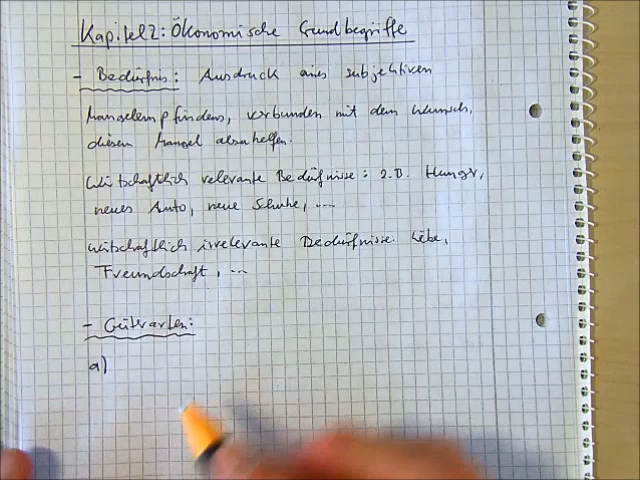 Kapitel 2: Ökonomische Grundbegriffe
- Bedürfnis: Ausdruck eines subjektiven
Mangelempfindens, verbunden mit dem Wunsch,
diesen Mangel abzuhelfen.
Wirtschaftlich relevante Bedürfnisse: z.B. Hunger,
neues Auto, neue Schuhe, ...
Wirtschaftlich irrelevante Bedürfnisse: Liebe,
Freundschaft, ...
- Güterarten:
a)